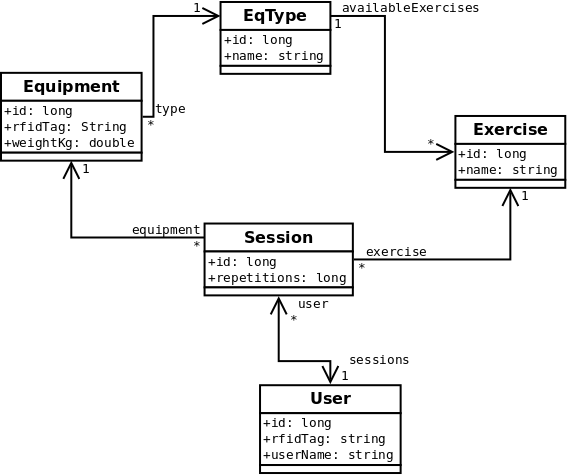 1
EqType
+id: long
+name: string
availableExercises
1
Equipment
+id: long
+rfidTag: String
+weightKg: double
type
*
1
*
Exercise
+id: long
+name: string
1
equipment
*
Session
+id: long
+repetitions: long
exercise
*
user
*
sessions
1
User
+id: long
+rfidTag: string
+userName: string